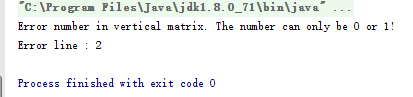 "C:\Program Files\Java\jdk1.8.0_71\bin\java" ...
Error number in vertical matrix. The number can only be 0 or 1!
Error line : 2
Process finished with exit code 0